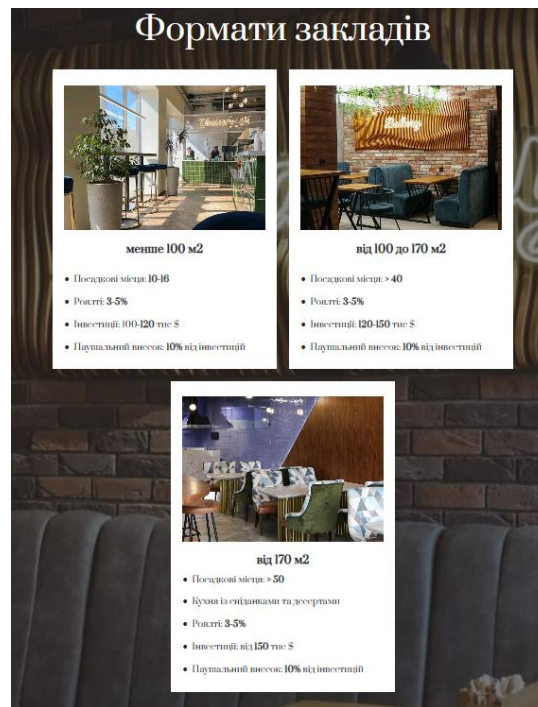 Формати закладів
менше 100 м2
Посадкові місця: 10-16
Роялті: 3-5%
Інвестиції: 100-120 тис $
Паушальний внесок: 10% від інвестицій
від 100 до 170 м2
Посадкові місця: > 40
Роялті: 3-5%
Інвестиції: 120-150 тис $
Паушальний внесок: 10% від інвестицій
від 170 м2
Посадкові місця: > 50
Кухня із сніданками та десертами
Роялті: 3-5%
Інвестиції: від 150 тис $
Паушальний внесок: 10% від інвестицій